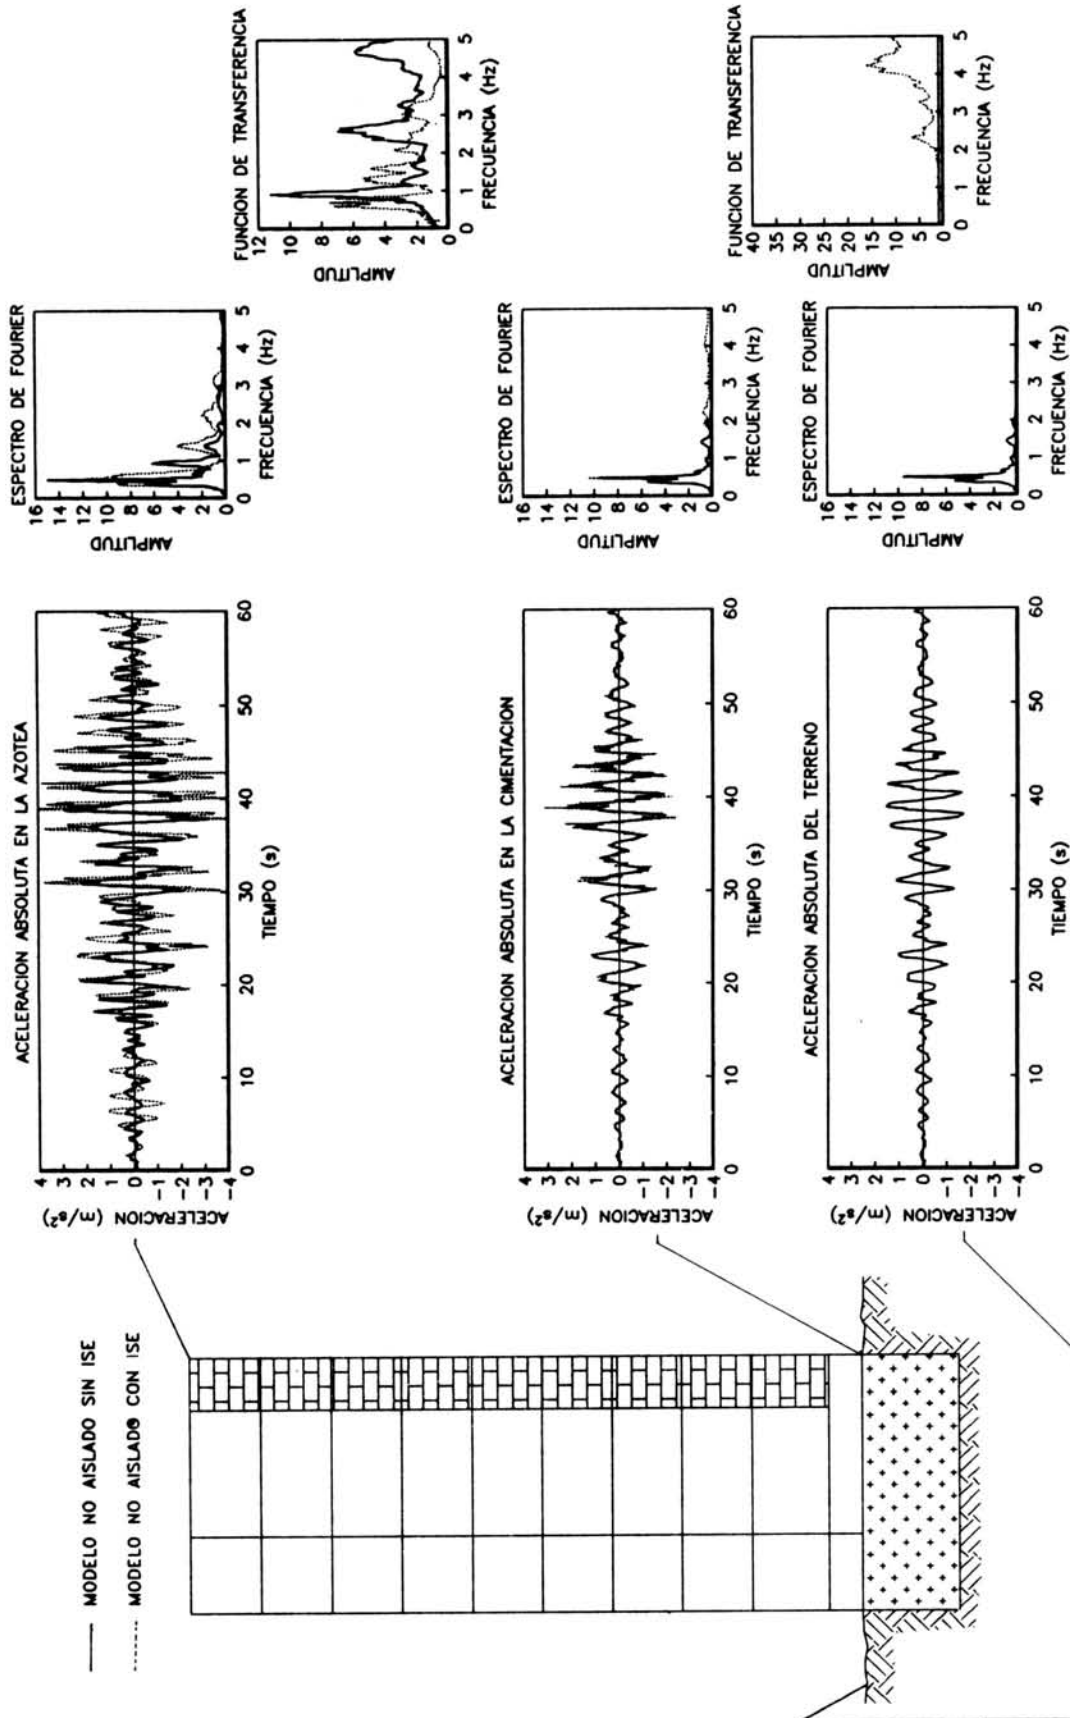 —— MODELO NO AISLADO SIN ISE
------ MODELO NO AISLADO CON ISE
ACELERACION ABSOLUTA EN LA AZOTEA
ACELERACION (m/s²)
4
3
2
1
0
-1
-2
-3
-4
0 10 20 30 40 50 60
TIEMPO (s)
ESPECTRO DE FOURIER
AMPLITUD
16
14
12
10
8
6
4
2
0
0 1 2 3 4 5
FRECUENCIA (Hz)
FUNCION DE TRANSFERENCIA
AMPLITUD
12
10
8
6
4
2
0
0 1 2 3 4 5
FRECUENCIA (Hz)
ACELERACION ABSOLUTA EN LA CIMENTACION
ACELERACION (m/s²)
4
3
2
1
0
-1
-2
-3
-4
0 10 20 30 40 50 60
TIEMPO (s)
ESPECTRO DE FOURIER
AMPLITUD
16
14
12
10
8
6
4
2
0
0 1 2 3 4 5
FRECUENCIA (Hz)
ACELERACION ABSOLUTA DEL TERRENO
ACELERACION (m/s²)
4
3
2
1
0
-1
-2
-3
-4
0 10 20 30 40 50 60
TIEMPO (s)
ESPECTRO DE FOURIER
AMPLITUD
16
14
12
10
8
6
4
2
0
0 1 2 3 4 5
FRECUENCIA (Hz)
FUNCION DE TRANSFERENCIA
AMPLITUD
40
35
30
25
20
15
10
5
0
0 1 2 3 4 5
FRECUENCIA (Hz)